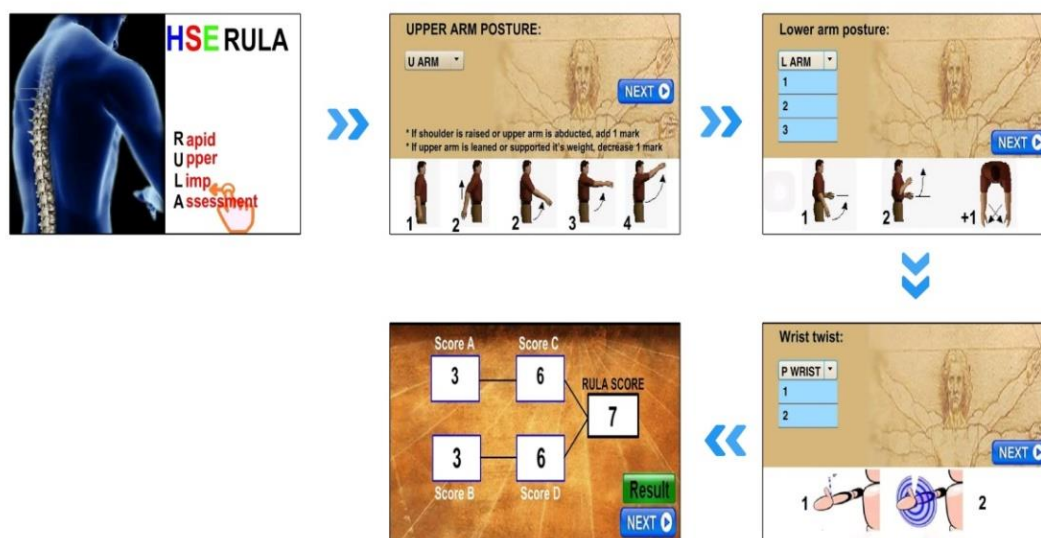 HSE RULA
Rapid
Upper
Limp
Assessment
UPPER ARM POSTURE:
U ARM
NEXT
* If shoulder is raised or upper arm is abducted, add 1 mark
* If upper arm is leaned or supported it's weight, decrease 1 mark
1 2 2 3 4
Lower arm posture:
L ARM
1
2
3
NEXT
1 2 +1
Wrist twist:
P WRIST
1
2
NEXT
1 2
Score A Score C
3 6
RULA SCORE
7
3 6
Score B Score D
Result
NEXT